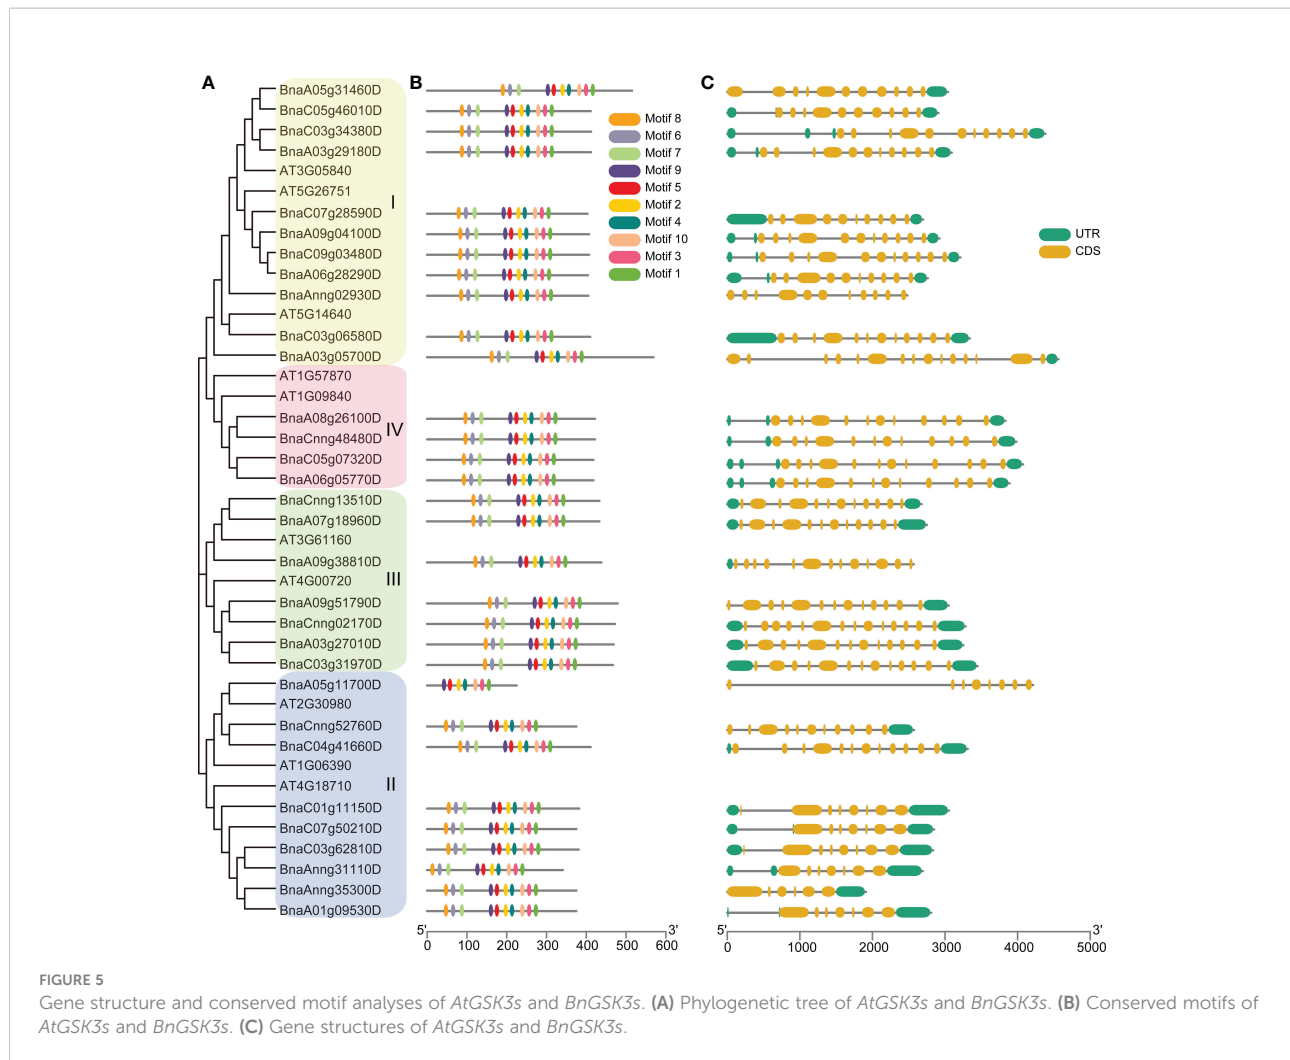 A
B
C
BnaA05g31460D
BnaC05g46010D
BnaC03g34380D
BnaA03g29180D
AT3G05840
AT5G26751
BnaC07g28590D
BnaA09g04100D
BnaC09g03480D
BnaA06g28290D
BnaAnng02930D
AT5G14640
BnaC03g06580D
BnaA03g05700D
I
AT1G57870
AT1G09840
BnaA08g26100D
BnaCnng48480D
BnaC05g07320D
BnaA06g05770D
IV
BnaCnng13510D
BnaA07g18960D
AT3G61160
BnaA09g38810D
AT4G00720
BnaA09g51790D
BnaCnng02170D
BnaA03g27010D
BnaC03g31970D
III
BnaA05g11700D
AT2G30980
BnaCnng52760D
BnaC04g41660D
AT1G06390
AT4G18710
BnaC01g11150D
BnaC07g50210D
BnaC03g62810D
BnaAnng31110D
BnaAnng35300D
BnaA01g09530D
II
Motif 8
Motif 6
Motif 7
Motif 9
Motif 5
Motif 2
Motif 4
Motif 10
Motif 3
Motif 1
UTR
CDS
5' 3'
0 100 200 300 400 500 600
5' 3'
0 1000 2000 3000 4000 5000
FIGURE 5
Gene structure and conserved motif analyses of AtGSK3s and BnGSK3s. (A) Phylogenetic tree of AtGSK3s and BnGSK3s. (B) Conserved motifs of
AtGSK3s and BnGSK3s. (C) Gene structures of AtGSK3s and BnGSK3s.